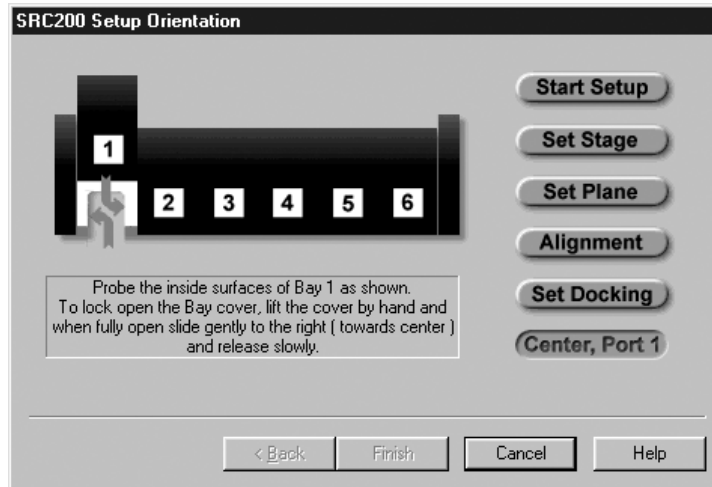 SRC200 Setup Orientation
1
2 3 4 5 6
Probe the inside surfaces of Bay 1 as shown.
To lock open the Bay cover, lift the cover by hand and
when fully open slide gently to the right ( towards center )
and release slowly.
Start Setup
Set Stage
Set Plane
Alignment
Set Docking
Center, Port 1
< Back
Finish
Cancel
Help